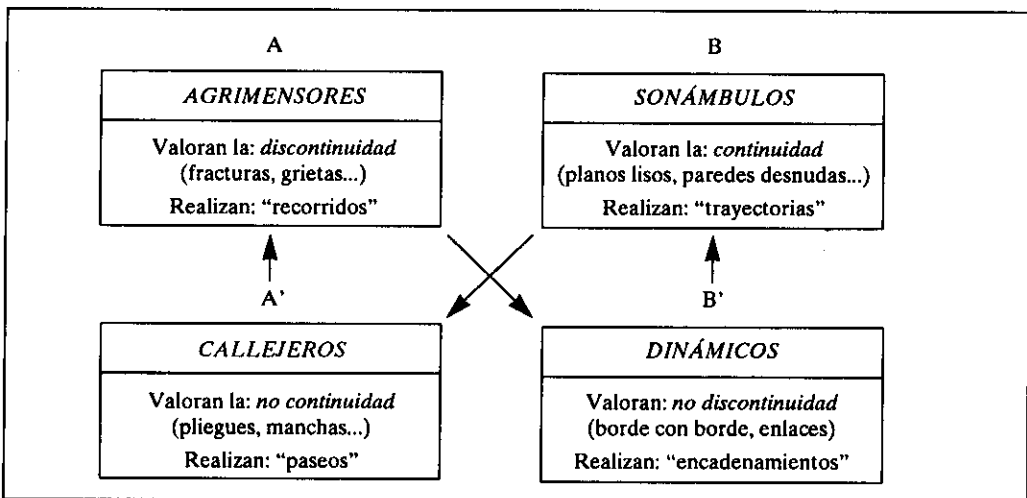 A
AGRIMENSORES
Valoran la: discontinuidad
(fracturas, grietas...)
Realizan: “recorridos”
B
SONÁMBULOS
Valoran la: continuidad
(planos lisos, paredes desnudas...)
Realizan: “trayectorias”
A’
CALLEJEROS
Valoran la: no continuidad
(pliegues, manchas...)
Realizan: “paseos”
B’
DINÁMICOS
Valoran: no discontinuidad
(borde con borde, enlaces)
Realizan: “encadenamientos”